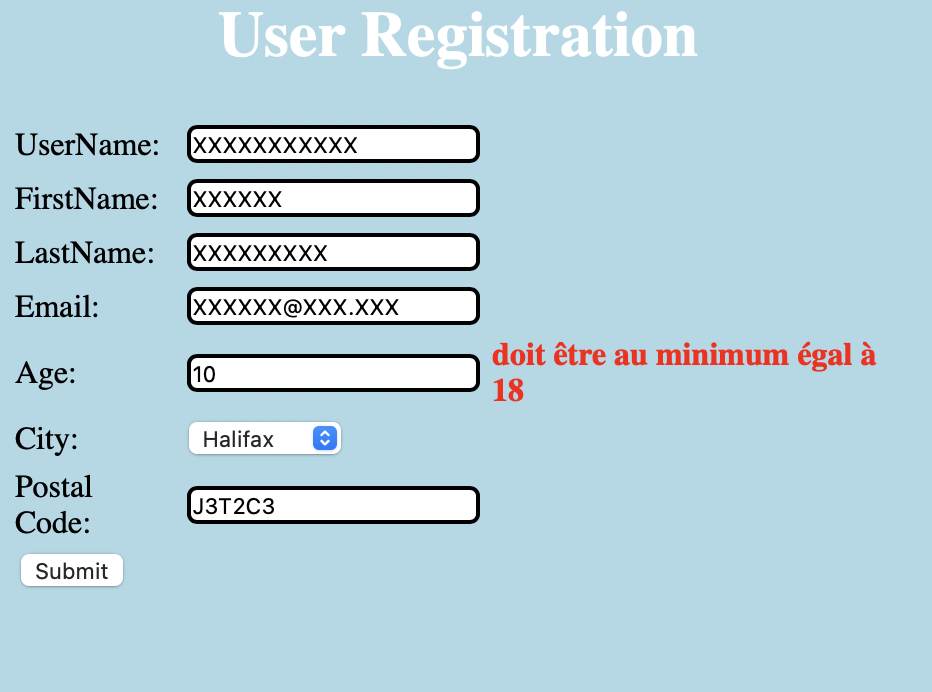 User Registration
UserName: XXXXXXXXXXX
FirstName: XXXXXX
LastName: XXXXXXXXX
Email: XXXXXX@XXX.XXX
Age: 10 doit être au minimum égal à
18
City: Halifax
Postal
Code: J3T2C3
Submit